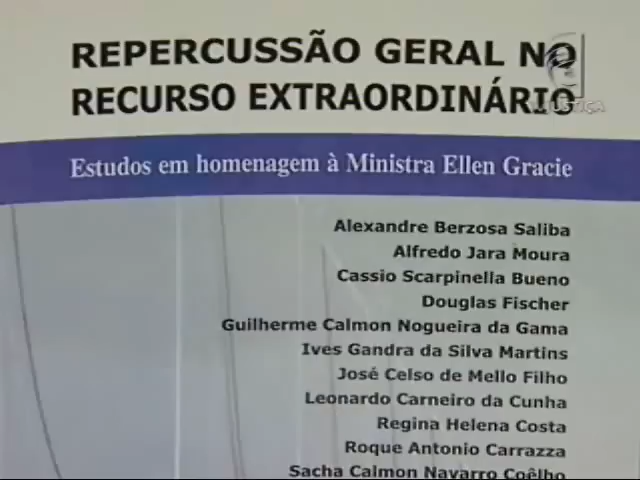 REPERCUSSÃO GERAL NO
RECURSO EXTRAORDINÁRIO
Estudos em homenagem à Ministra Ellen Gracie
Alexandre Berzosa Saliba
Alfredo Jara Moura
Cassio Scarpinella Bueno
Douglas Fischer
Guilherme Calmon Nogueira da Gama
Ives Gandra da Silva Martins
José Celso de Mello Filho
Leonardo Carneiro da Cunha
Regina Helena Costa
Roque Antonio Carrazza
Sacha Calmon Navarro Coêlho